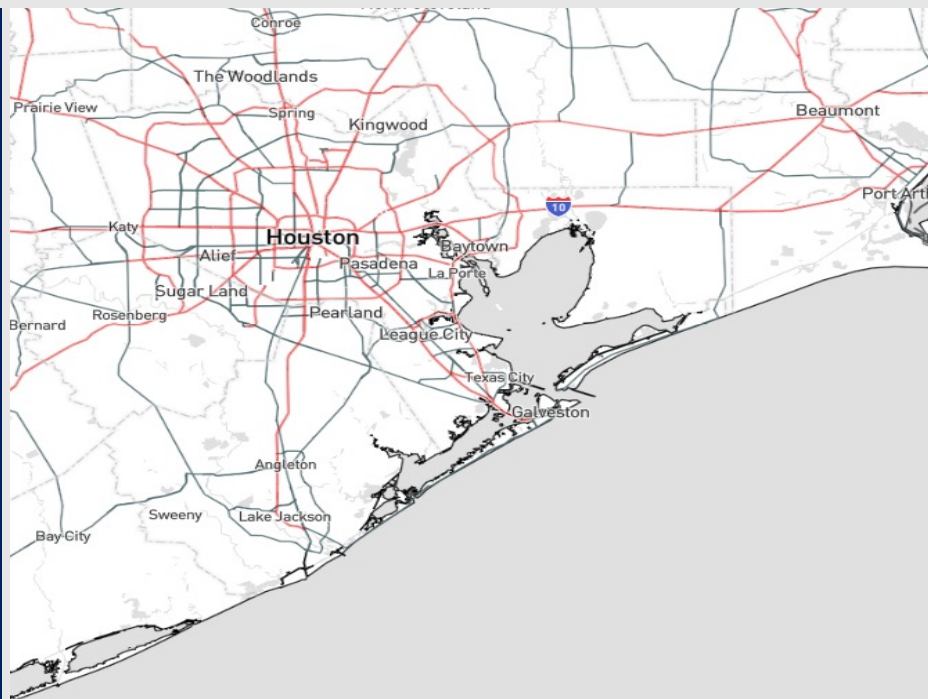 Conroe
The Woodlands
Prairie View
Spring
Kingwood
Beaumont
10
Katy
Houston
Alief
Baytown
Pasadena
La Porte
Sugar Land
Rosenberg
Pearland
Bernard
League City
Texas City
Galveston
Angleton
Sweeny
Lake Jackson
Bay City
Port Art